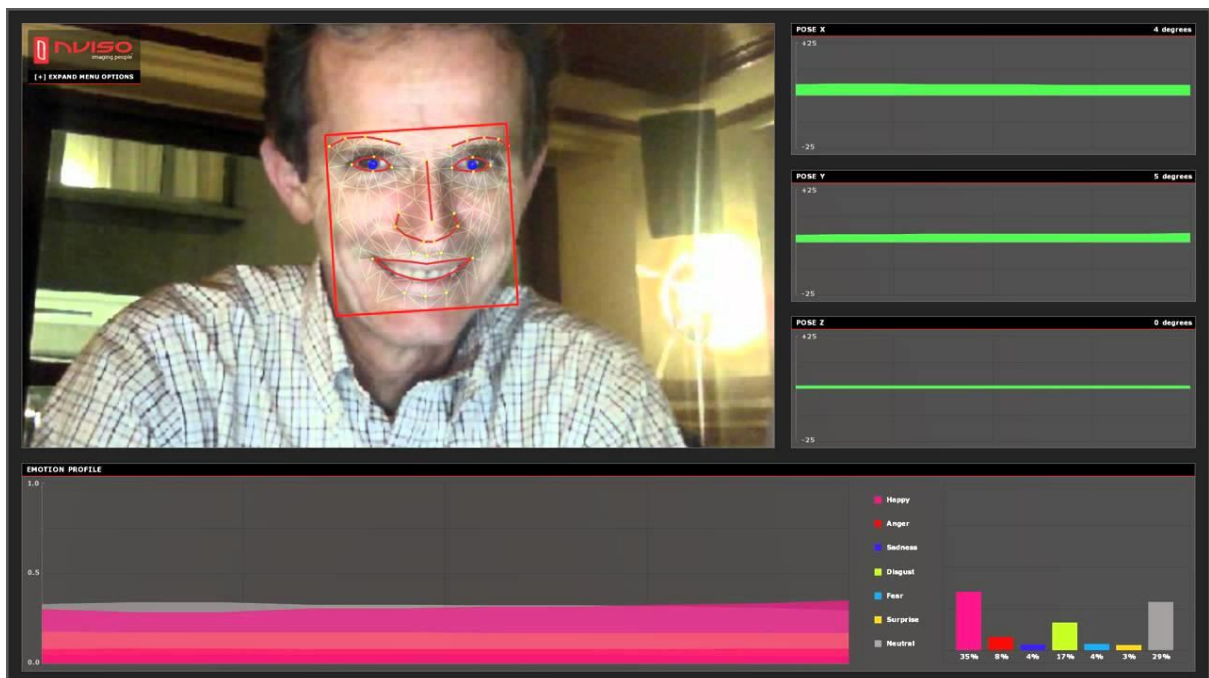 nviso
imaging people
[+] EXPAND MENU OPTIONS
POSE X 4 degrees
+25
-25
POSE Y 5 degrees
+25
-25
POSE Z 0 degrees
+25
-25
EMOTION PROFILE
1.0
0.5
0.0
Happy
Anger
Sadness
Disgust
Fear
Surprise
Neutral
35% 8% 4% 17% 4% 3% 29%